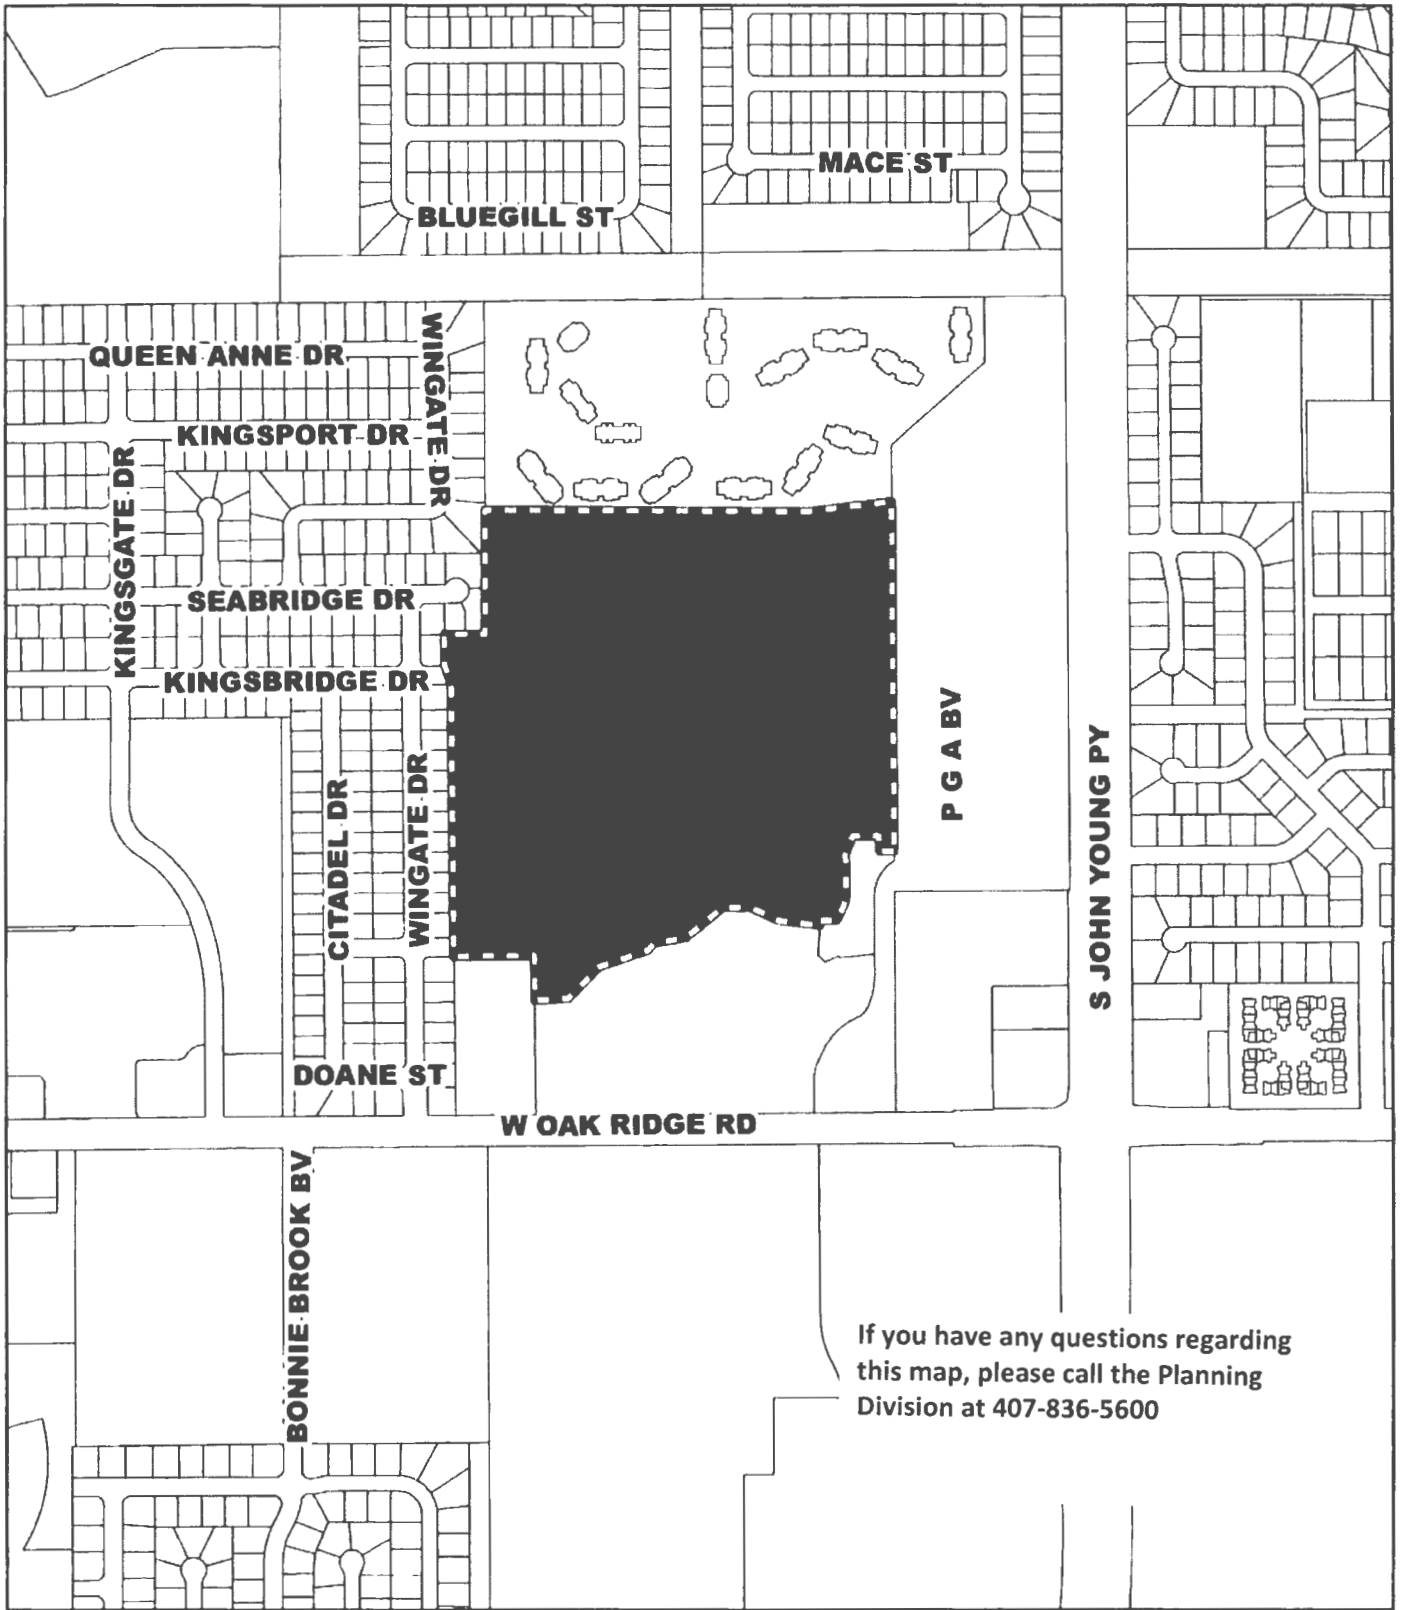 MACE ST
BLUEGILL ST
WINGATE DR
QUEEN ANNE DR
KINGSPORT DR
KINGSGATE DR
SEABRIDGE DR
KINGSBRIDGE DR
P G A BV
S JOHN YOUNG PY
CITADEL DR
WINGATE DR
DOANE ST
W OAK RIDGE RD
BONNIE BROOK BV
If you have any questions regarding
this map, please call the Planning
Division at 407-836-5600